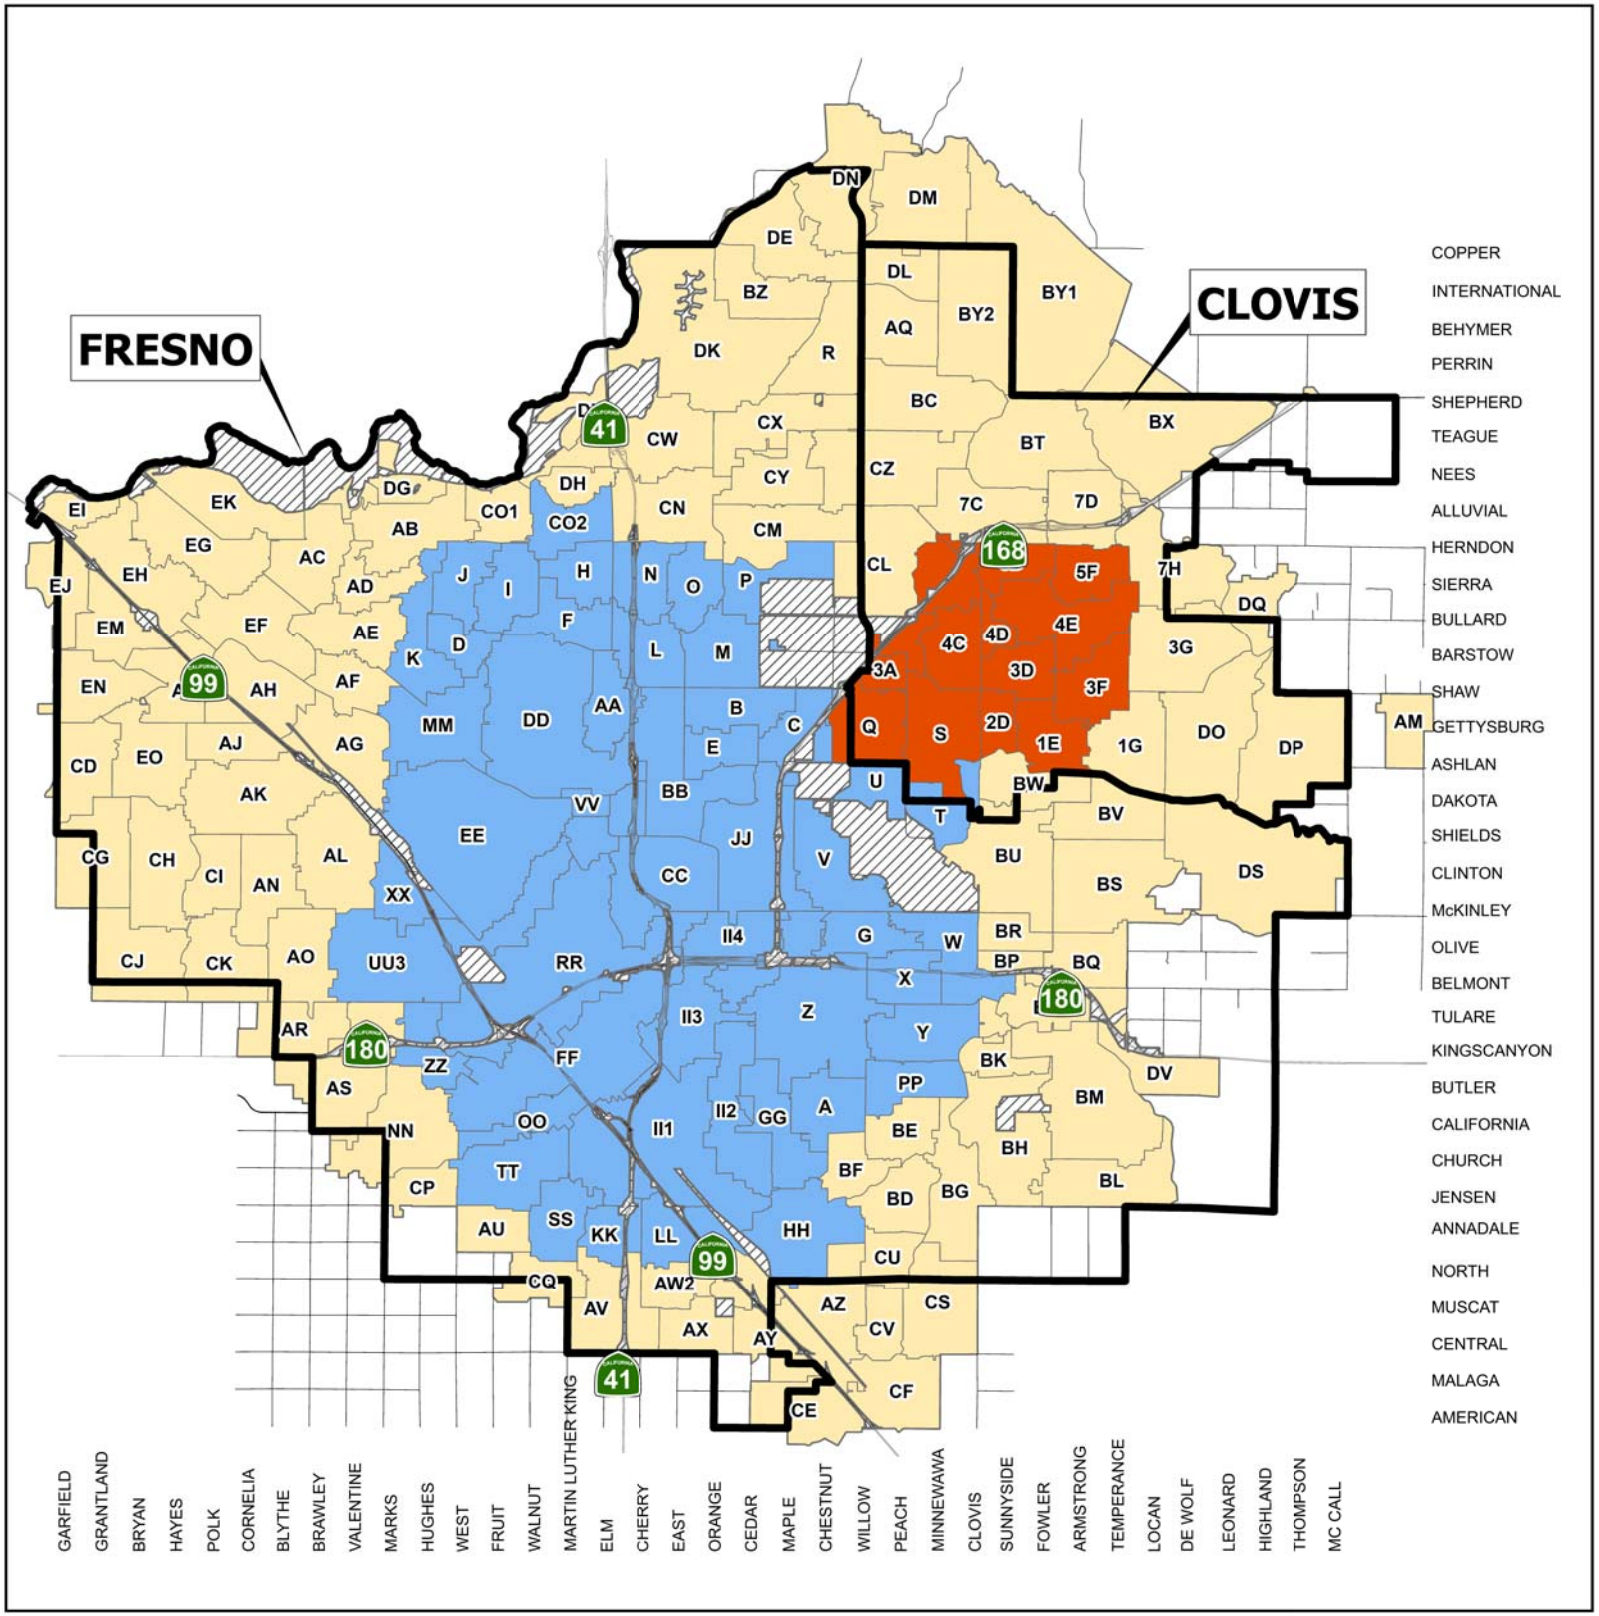 DN
DM
DE
COPPER
DL
BZ
BY1
INTERNATIONAL
CLOVIS
BY2
AQ
BEHYMER
FRESNO
DK
R
PERRIN
BC
SHEPHERD
CALIFORNIA
41
CW
CX
BT
BX
TEAGUE
CZ
CY
NEES
DH
DG
EK
CO1
CN
7C
7D
EI
CO2
CM
ALLUVIAL
AB
EG
AC
CALIFORNIA
168
HERNDON
EH
J
H
N
CL
5F
7H
EJ
AD
I
O
P
SIERRA
DQ
EM
EF
AE
F
4C
4D
4E
BULLARD
D
L
M
3G
K
BARSTOW
3A
3D
CALIFORNIA
99
EN
AH
AF
3F
SHAW
MM
DD
AA
B
C
Q
S
2D
AM
GETTYSBURG
AJ
AG
E
1E
1G
DO
DP
EO
CD
ASHLAN
AK
BB
U
BW
VV
T
BV
DAKOTA
EE
JJ
SHIELDS
CG
CH
AL
V
BU
CI
AN
CC
BS
DS
CLINTON
XX
McKINLEY
II4
G
W
BR
OLIVE
CJ
CK
AO
UU3
RR
BP
BQ
X
BELMONT
CALIFORNIA
180
Z
II3
TULARE
AR
Y
CALIFORNIA
180
FF
KINGSCANYON
ZZ
BK
DV
AS
PP
BUTLER
BM
II2
GG
A
OO
NN
II1
BE
CALIFORNIA
BH
TT
BF
CHURCH
CP
BD
BG
BL
JENSEN
AU
SS
KK
LL
HH
ANNADALE
CALIFORNIA
99
CU
CQ
AW2
NORTH
AV
AZ
CS
MUSCAT
AX
AY
CV
CENTRAL
CALIFORNIA
41
CF
MALAGA
CE
AMERICAN
GARFIELD
GRANTLAND
BRYAN
HAYES
POLK
CORNELIA
BLYTHE
BRAWLEY
VALENTINE
MARKS
HUGHES
WEST
FRUIT
WALNUT
MARTIN LUTHER KING
ELM
CHERRY
EAST
ORANGE
CEDAR
MAPLE
CHESTNUT
WILLOW
PEACH
MINNEWAWA
CLOVIS
SUNNYSIDE
FOWLER
ARMSTRONG
TEMPERANCE
LOCAN
DE WOLF
LEONARD
HIGHLAND
THOMPSON
MC CALL